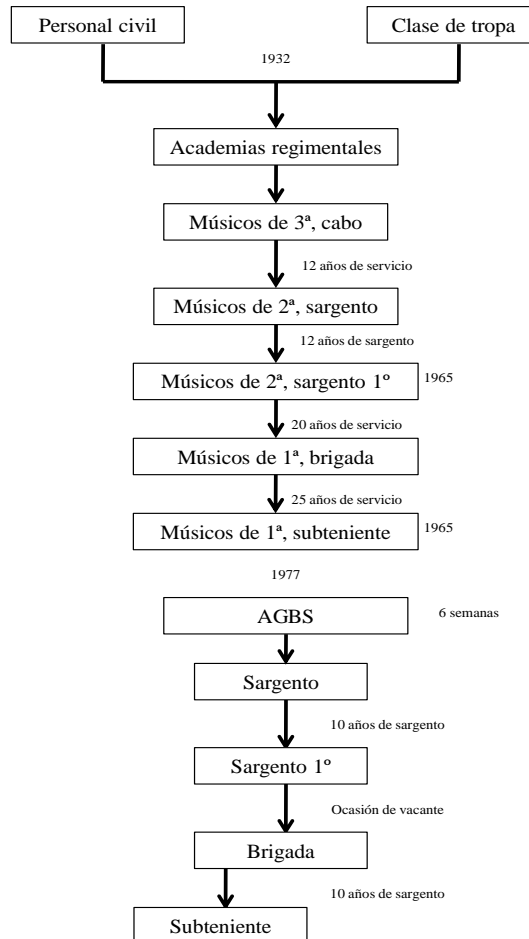 Personal civil
Clase de tropa
1932
Academias regimentales
Músicos de 3ª, cabo
12 años de servicio
Músicos de 2ª, sargento
12 años de sargento
Músicos de 2ª, sargento 1º
1965
20 años de servicio
Músicos de 1ª, brigada
25 años de servicio
Músicos de 1ª, subteniente
1965
1977
AGBS
6 semanas
Sargento
10 años de sargento
Sargento 1º
Ocasión de vacante
Brigada
10 años de sargento
Subteniente